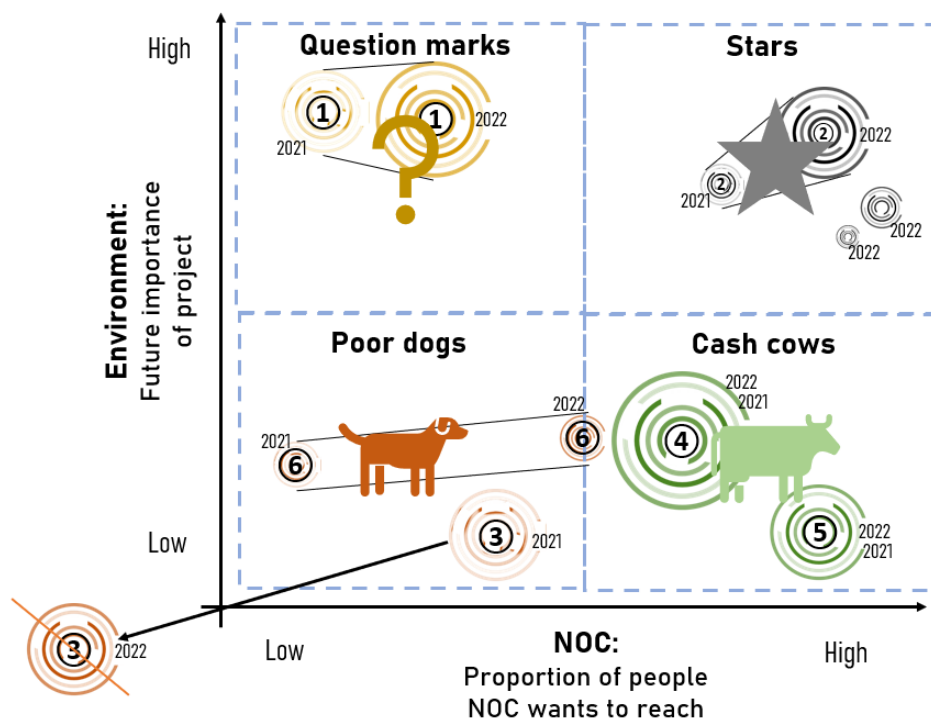 High
Low
Environment:
Future importance
of project
Question marks
1
2021
1
2022
Stars
2
2021
2
2022
2022
2022
Poor dogs
2021
6
2022
6
3
2021
Cash cows
2022
2021
4
5
2022
2021
3
2022
Low
NOC:
High
Proportion of people
NOC wants to reach